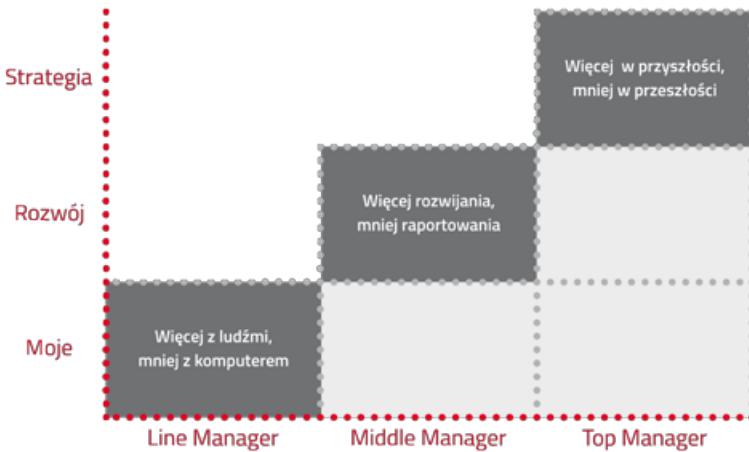 Strategia
Więcej w przyszłości,
mniej w przeszłości
Rozwój
Więcej rozwijania,
mniej raportowania
Moje
Więcej z ludźmi,
mniej z komputerem
Line Manager
Middle Manager
Top Manager